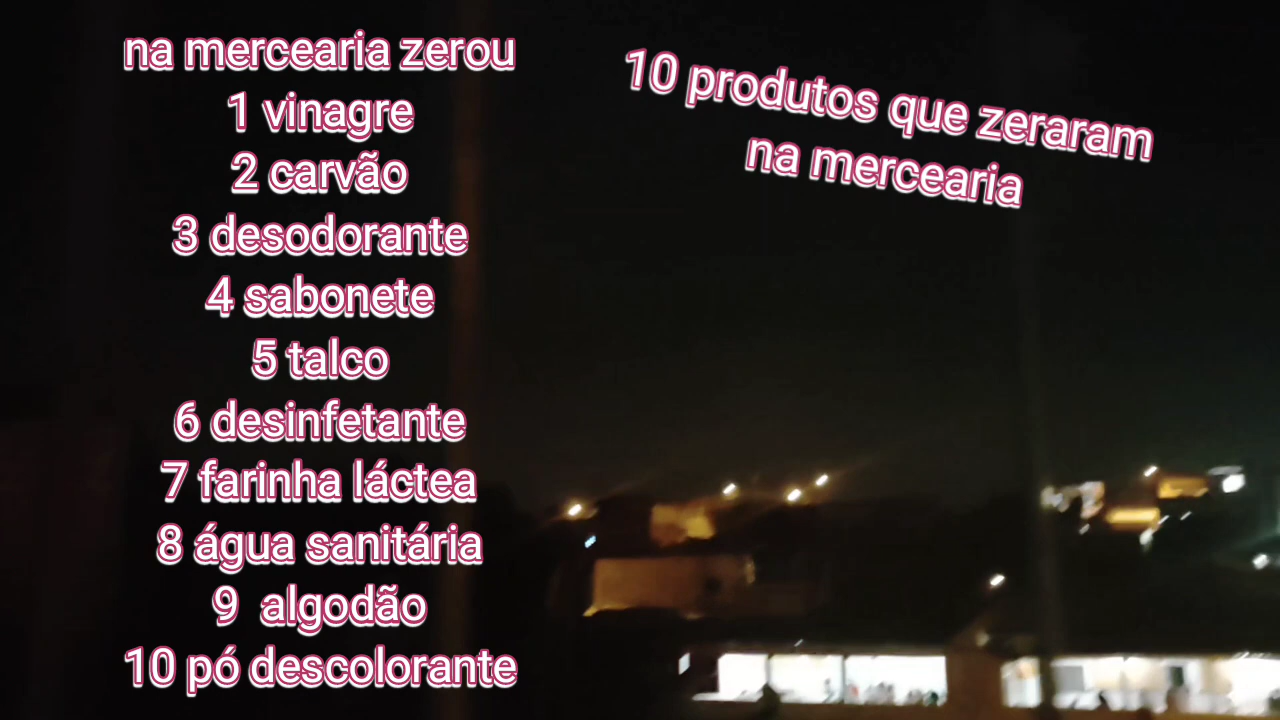 na mercearia zerou
1 vinagre
2 carvão
3 desodorante
4 sabonete
5 talco
6 desinfetante
7 farinha láctea
8 água sanitária
9  algodão
10 pó descolorante
10 produtos que zeraram
na mercearia